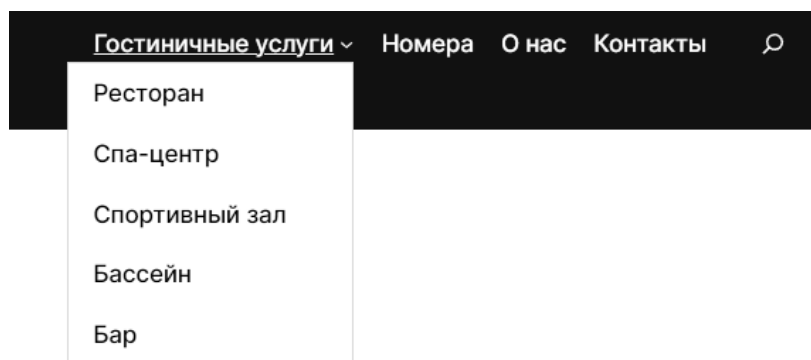 Гостиничные услуги Номера О нас Контакты
Ресторан
Спа-центр
Спортивный зал
Бассейн
Бар